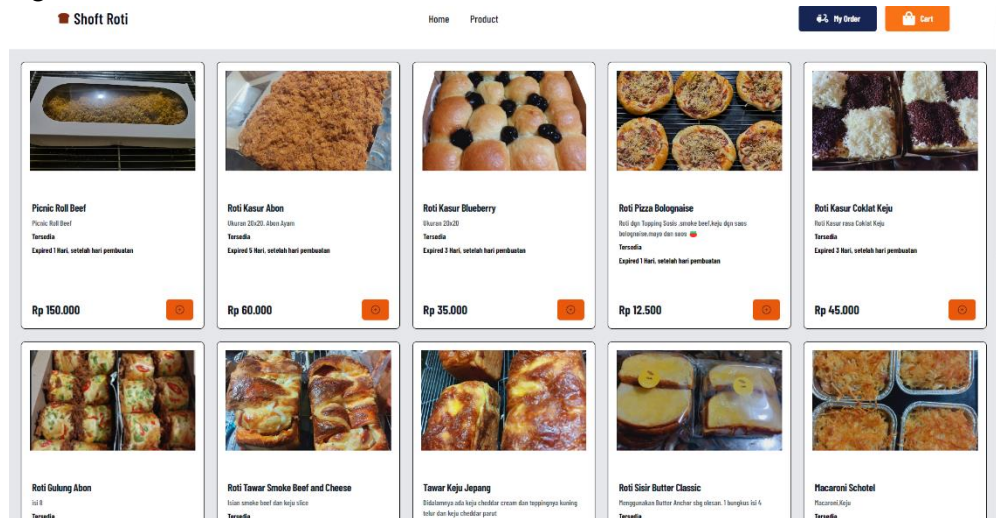 Shoft Roti
Home
Product
My Order
Cart
Picnic Roll Beef
Picnic Roll Beef
Tersedia
Expired 1 Hari, setelah hari pembuatan
Rp 150.000
Roti Kasur Abon
Ukuran 20x20. Abon Ayam
Tersedia
Expired 5 Hari, setelah hari pembuatan
Rp 60.000
Roti Kasur Blueberry
Ukuran 20x20
Tersedia
Expired 3 Hari, setelah hari pembuatan
Rp 35.000
Roti Pizza Bolognaise
Roti dgn Topping Sosis ,smoke beef,keju dgn saos
bolognaise,mayo dan saos 🍅
Tersedia
Expired 1 Hari, setelah hari pembuatan
Rp 12.500
Roti Kasur Coklat Keju
Roti Kasur rasa Coklat Keju
Tersedia
Expired 3 Hari, setelah hari pembuatan
Rp 45.000
Roti Gulung Abon
isi 8
Tersedia
Roti Tawar Smoke Beef and Cheese
Isian smoke beef dan keju slice
Tersedia
Tawar Keju Jepang
Didalamnya ada keju cheddar cream dan toppingnya kuning
telur dan keju cheddar parut
Roti Sisir Butter Classic
Menggunakan Butter Anchor sbg olesan. 1 bungkus isi 4
Tersedia
Macaroni Schotel
Macaroni,Keju
Tersedia